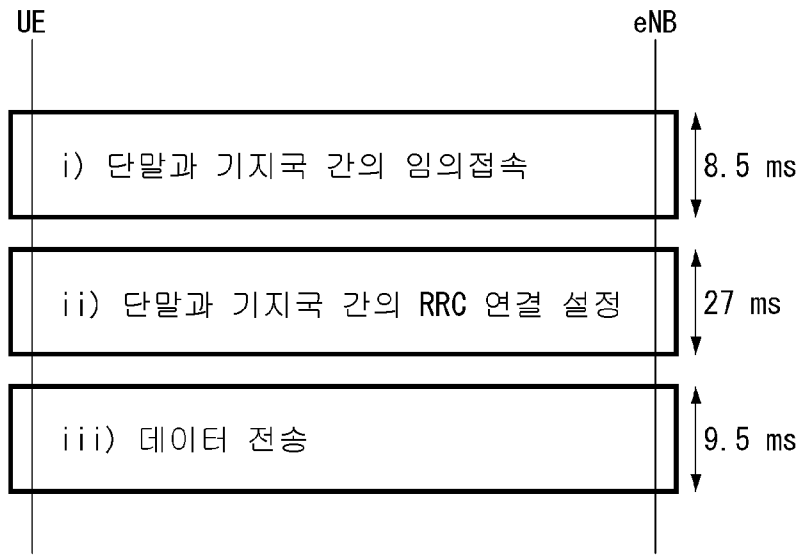 UE eNB
i) 단말과 기지국 간의 임의접속
8.5 ms
ii) 단말과 기지국 간의 RRC 연결 설정
27 ms
iii) 데이터 전송
9.5 ms